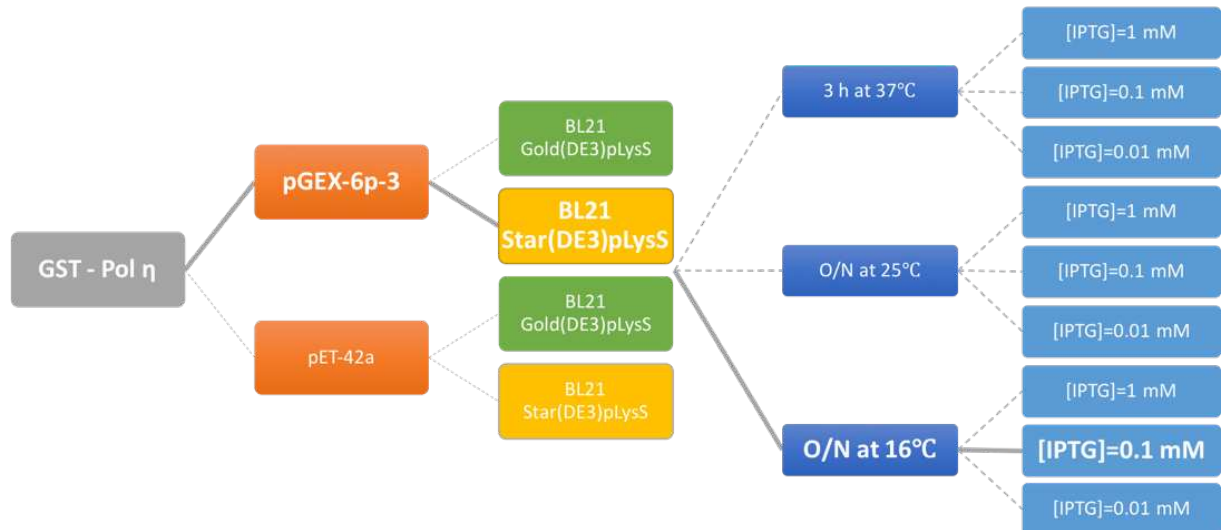 GST - Pol η
pGEX-6p-3
pET-42a
BL21
Gold(DE3)pLysS
BL21
Star(DE3)pLysS
BL21
Gold(DE3)pLysS
BL21
Star(DE3)pLysS
3 h at 37℃
O/N at 25℃
O/N at 16℃
[IPTG]=1 mM
[IPTG]=0.1 mM
[IPTG]=0.01 mM
[IPTG]=1 mM
[IPTG]=0.1 mM
[IPTG]=0.01 mM
[IPTG]=1 mM
[IPTG]=0.1 mM
[IPTG]=0.01 mM